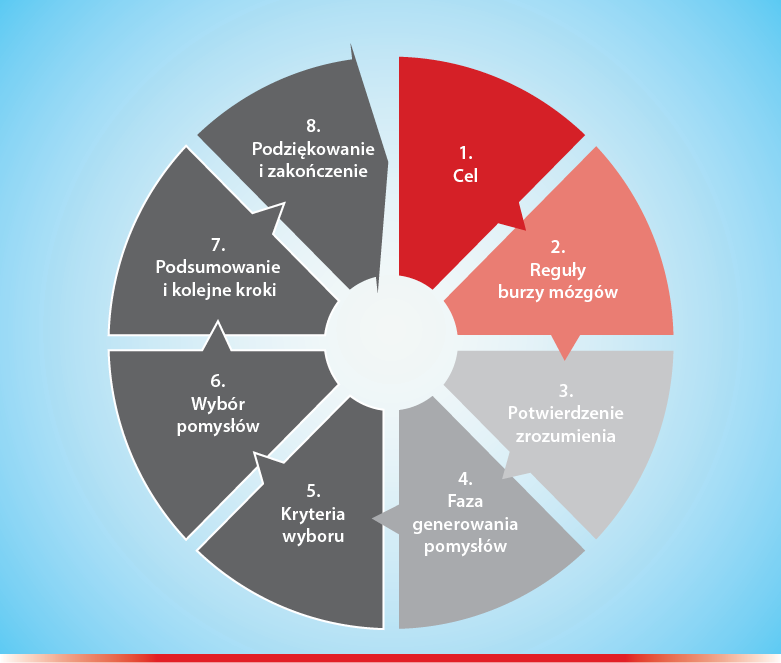 1.
Cel
2.
Reguły
burzy mózgów
3.
Potwierdzenie
zrozumienia
4.
Faza
generowania
pomysłów
5.
Kryteria
wyboru
6.
Wybór
pomysłów
7.
Podsumowanie
i kolejne kroki
8.
Podziękowanie
i zakończenie